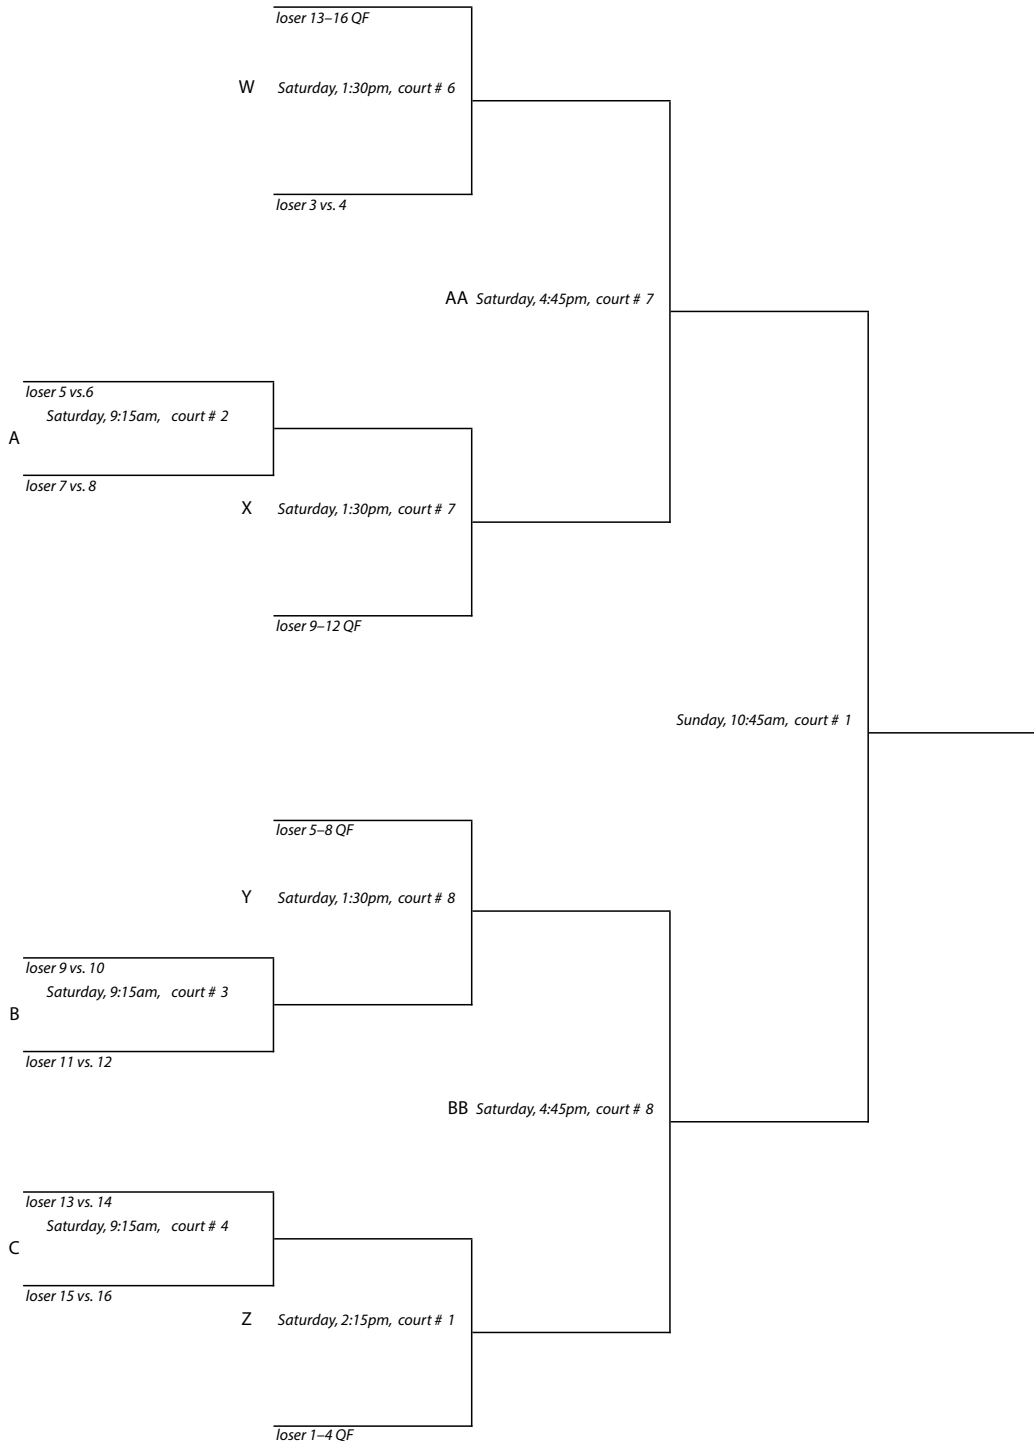 loser 13–16 QF
W Saturday, 1:30pm, court # 6
loser 3 vs. 4
AA Saturday, 4:45pm, court # 7
loser 5 vs.6
Saturday, 9:15am, court # 2
A
loser 7 vs. 8
X Saturday, 1:30pm, court # 7
loser 9–12 QF
Sunday, 10:45am, court # 1
loser 5–8 QF
Y Saturday, 1:30pm, court # 8
loser 9 vs. 10
Saturday, 9:15am, court # 3
B
loser 11 vs. 12
BB Saturday, 4:45pm, court # 8
loser 13 vs. 14
Saturday, 9:15am, court # 4
C
loser 15 vs. 16
Z Saturday, 2:15pm, court # 1
loser 1–4 QF